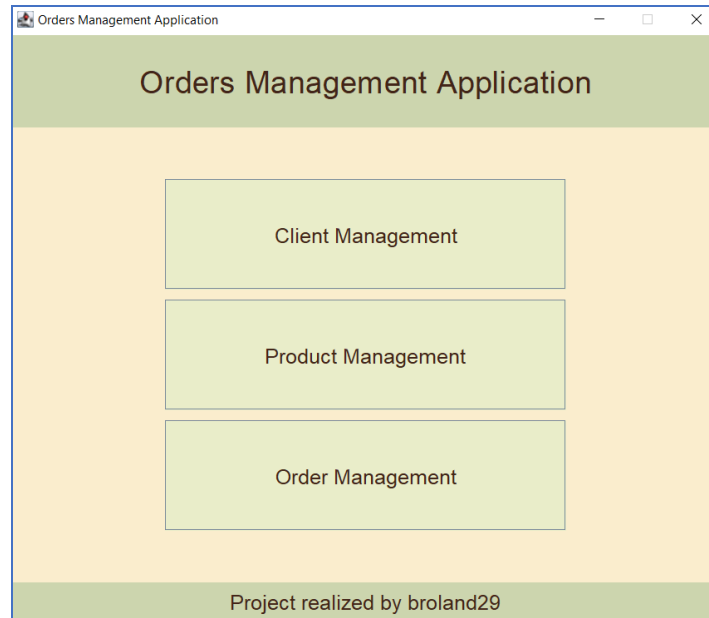 Orders Management Application
Orders Management Application
Client Management
Product Management
Order Management
Project realized by broland29